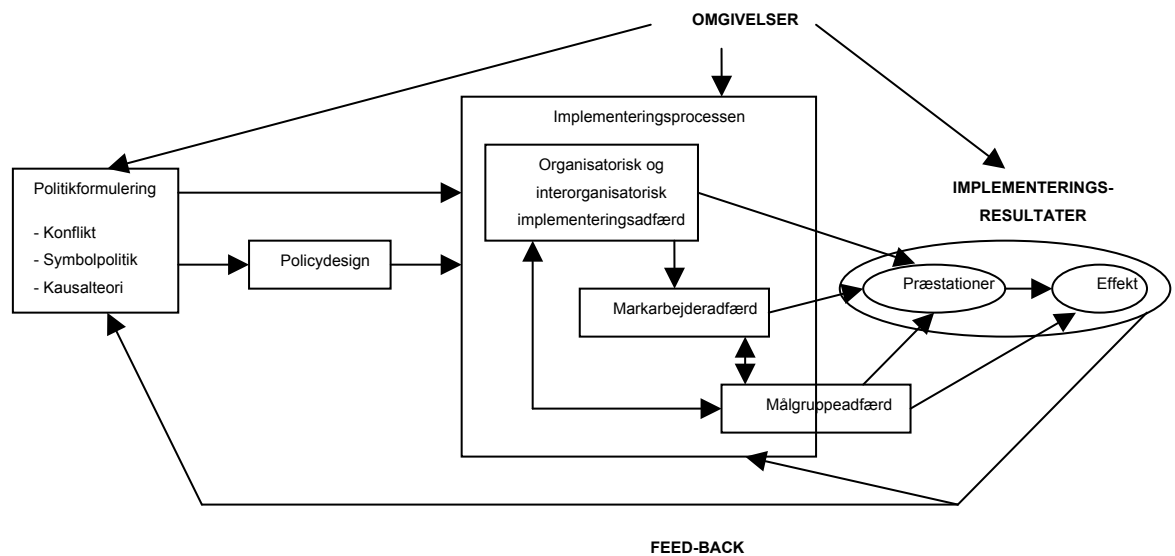 OMGIVELSER
Implementeringsprocessen
Organisatorisk og
interorganisatorisk
implementeringsadfærd
Politikformulering
- Konflikt
- Symbolpolitik
- Kausalteori
Policydesign
IMPLEMENTERINGS-
RESULTATER
Præstationer
Effekt
Markarbejderadfærd
Målgruppeadfærd
FEED-BACK